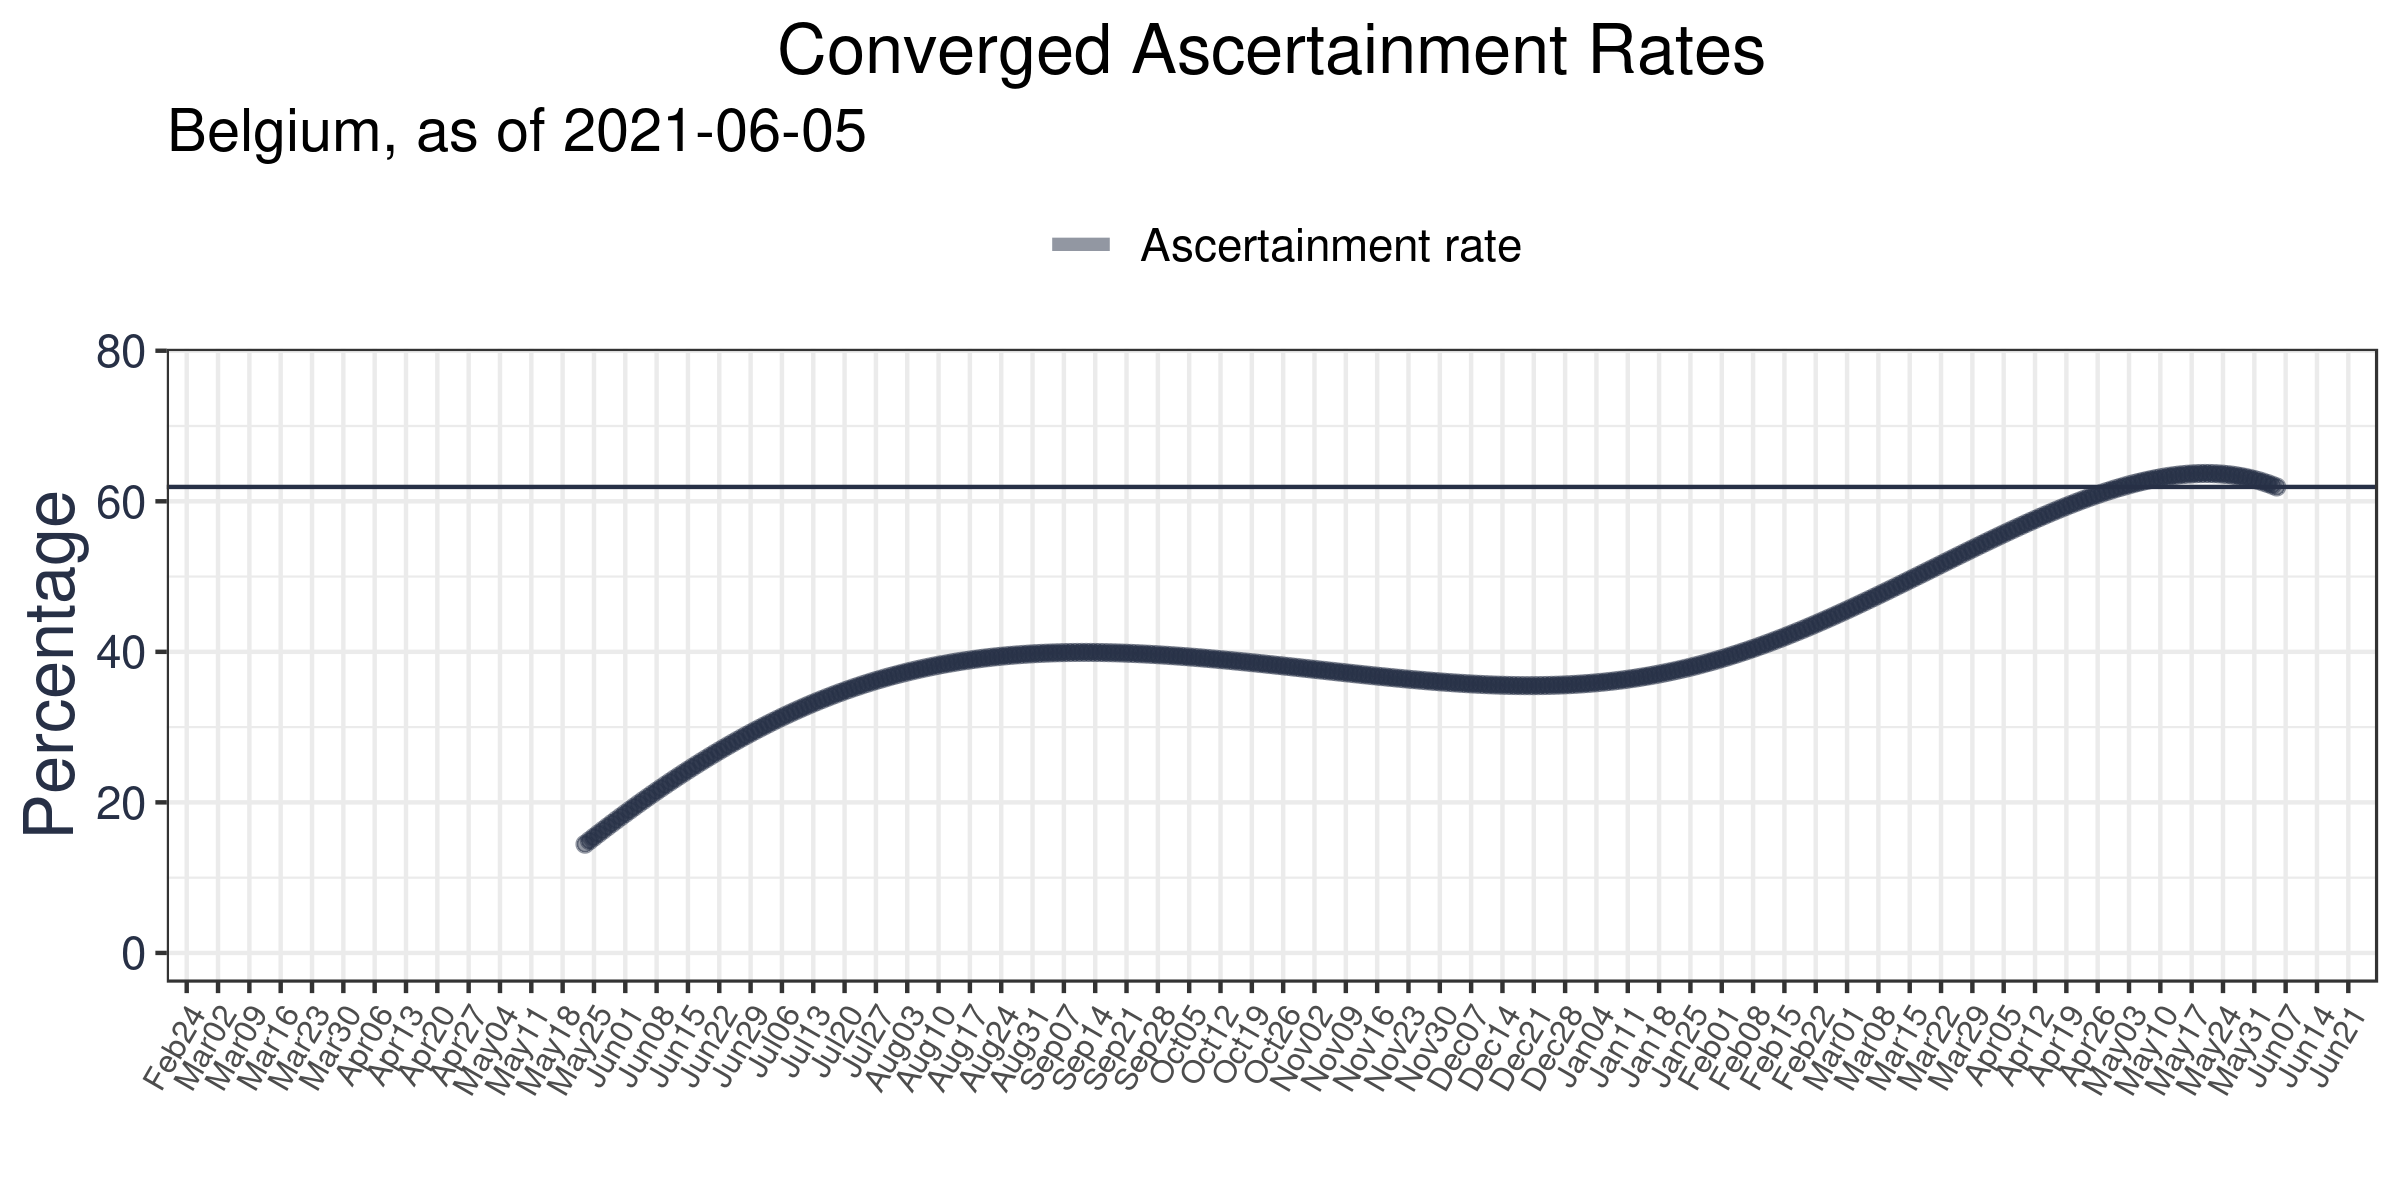 Converged Ascertainment Rates
Belgium, as of 2021-06-05
Ascertainment rate
Percentage
80
60
40
20
0
Feb24
Mar02
Mar09
Mar16
Mar23
Mar30
Apr06
Apr13
Apr20
Apr27
May04
May11
May18
May25
Jun01
Jun08
Jun15
Jun22
Jun29
Jul06
Jul13
Jul20
Jul27
Aug03
Aug10
Aug17
Aug24
Aug31
Sep07
Sep14
Sep21
Sep28
Oct05
Oct12
Oct19
Oct26
Nov02
Nov09
Nov16
Nov23
Nov30
Dec07
Dec14
Dec21
Dec28
Jan04
Jan11
Jan18
Jan25
Feb01
Feb08
Feb15
Feb22
Mar01
Mar08
Mar15
Mar22
Mar29
Apr05
Apr12
Apr19
Apr26
May03
May10
May17
May24
May31
Jun07
Jun14
Jun21